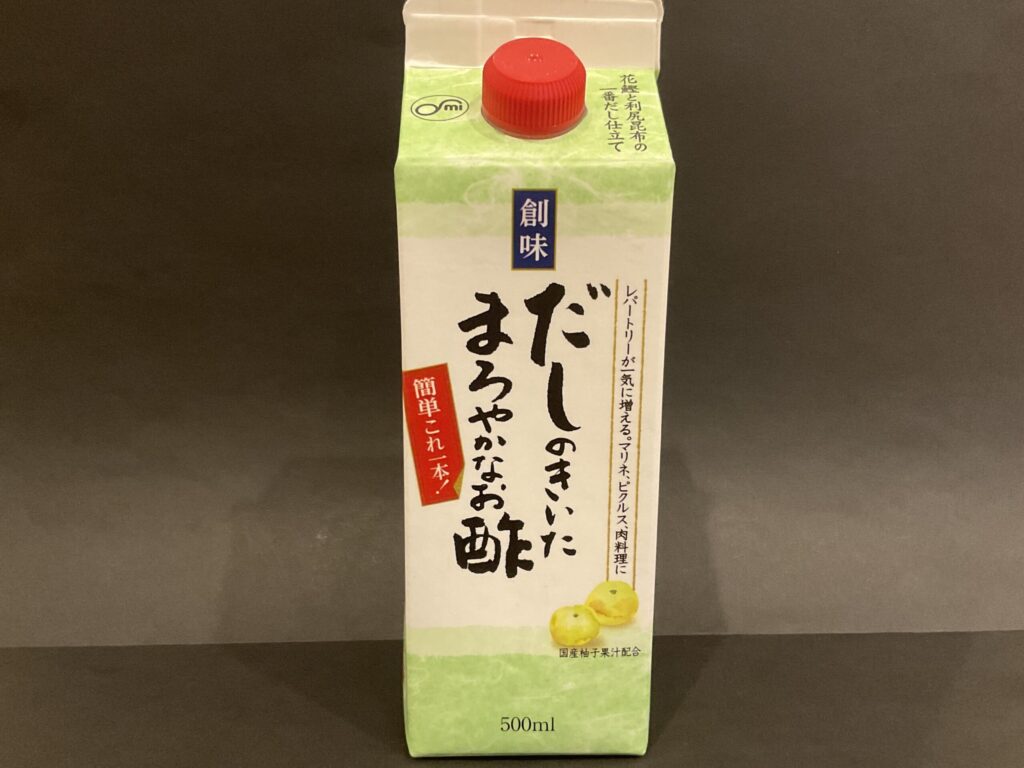 花鰹と利尻昆布の
一番だし仕立て
創味
だしのきいた
まろやかなお酢
レパートリーが一気に増える。マリネ、ピクルス、肉料理に
簡単これ一本!
国産柚子果汁配合
500ml